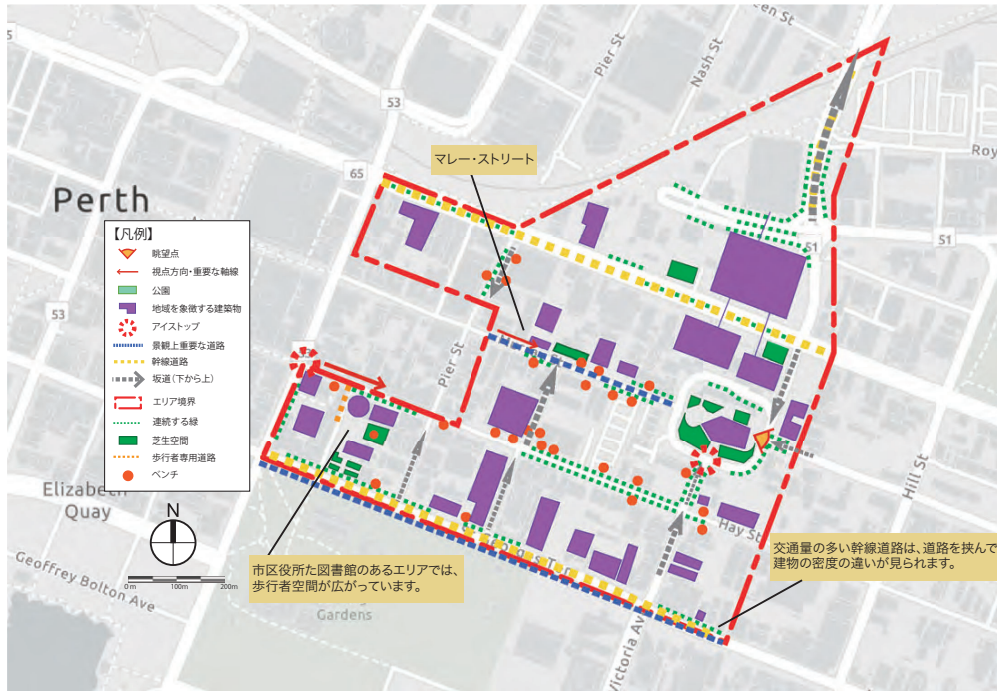 Pier St
Nash St
53
65
Roy
51
51
Perth
53
マレー・ストリート
【凡例】
眺望点
視点方向・重要な軸線
公園
地域を象徴する建築物
アイストップ
景観上重要な道路
幹線道路
坂道(下から上)
エリア境界
連続する緑
芝生空間
歩行者専用道路
ベンチ
Pier St
Hill St
Hay St
Elizabeth
Quay
N
0 m 100m 200m
Geoffrey Bolton Ave
市区役所た図書館のあるエリアでは、
歩行者空間が広がっています。
交通量の多い幹線道路は、道路を挟んで
建物の密度の違いが見られます。
Gardens
Victoria Av